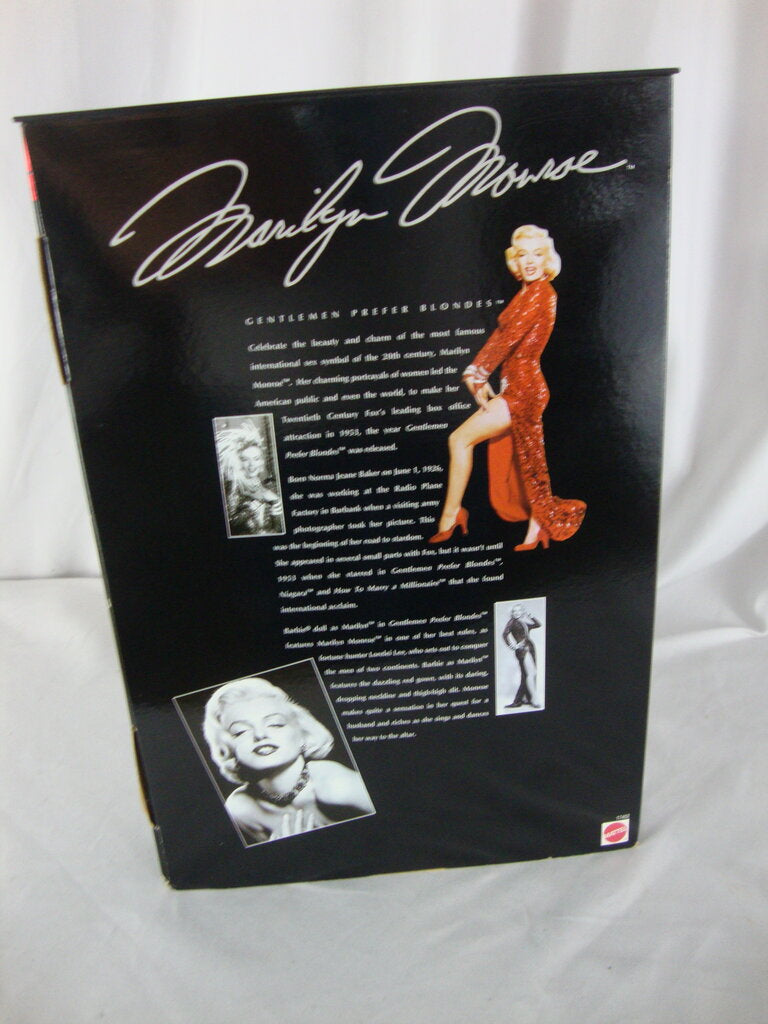 Marilyn Monroe™
GENTLEMEN PREFER BLONDES™
Celebrate the beauty and charm of the most famous
international sex symbol of the 20th century, Marilyn
Monroe™. Her charming portrayals of women led the
American public and even the world, to make her
Twentieth Century Fox's leading box office
attraction in 1953, the year Gentlemen
Prefer Blondes™ was released.
Born Norma Jeane Baker on June 1, 1926,
she was working at the Radio Plane
Factory in Burbank when a visiting army
photographer took her picture. This
was the beginning of her road to stardom.
She appeared in several small parts with Fox, but it wasn't until
1953 when she starred in Gentlemen Prefer Blondes™,
Niagara™ and How To Marry a Millionaire™ that she found
international acclaim.
Barbie® doll as Marilyn™ in Gentlemen Prefer Blondes™
features Marilyn Monroe™ in one of her best roles, as
fortune hunter Lorelei Lee, who sets out to conquer
the men of two continents. Barbie as Marilyn™
features the dazzling red gown, with its daring,
dropping neckline and thigh-high slit. Monroe
makes quite a sensation in her quest for a
husband and riches as she sings and dances
her way to the altar.
MATTEL